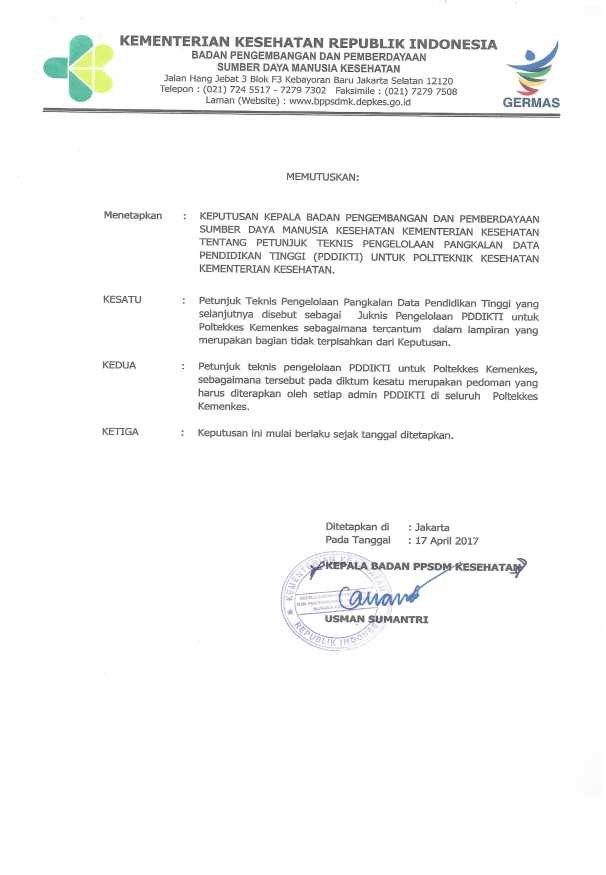 KEMENTERIAN KESEHATAN REPUBLIK INDONESIA
BADAN PENGEMBANGAN DAN PEMBERDAYAAN
SUMBER DAYA MANUSIA KESEHATAN
Jalan Hang Jebat 3 Blok F3 Kebayoran Baru Jakarta Selatan 12120
Telepon : (021) 724 5517 - 7279 7302 Faksimile : (021) 7279 7508
Laman (Website) : www.bppsdmk.depkes.go.id
GERMAS
MEMUTUSKAN:
Menetapkan : KEPUTUSAN KEPALA BADAN PENGEMBANGAN DAN PEMBERDAYAAN
SUMBER DAYA MANUSIA KESEHATAN KEMENTERIAN KESEHATAN
TENTANG PETUNJUK TEKNIS PENGELOLAAN PANGKALAN DATA
PENDIDIKAN TINGGI (PDDIKTI) UNTUK POLITEKNIK KESEHATAN
KEMENTERIAN KESEHATAN.
KESATU : Petunjuk Teknis Pengelolaan Pangkalan Data Pendidikan Tinggi yang
selanjutnya disebut sebagai Juknis Pengelolaan PDDIKTI untuk
Poltekkes Kemenkes sebagaimana tercantum dalam lampiran yang
merupakan bagian tidak terpisahkan dari Keputusan.
KEDUA : Petunjuk teknis pengelolaan PDDIKTI untuk Poltekkes Kemenkes,
sebagaimana tersebut pada diktum kesatu merupakan pedoman yang
harus diterapkan oleh setiap admin PDDIKTI di seluruh Poltekkes
Kemenkes.
KETIGA : Keputusan ini mulai berlaku sejak tanggal ditetapkan.
Ditetapkan di : Jakarta
Pada Tanggal : 17 April 2017
KEPALA BADAN PPSDM KESEHATAN
USMAN SUMANTRI
KEMENTERIAN KESEHATAN
REPUBLIK INDONESIA